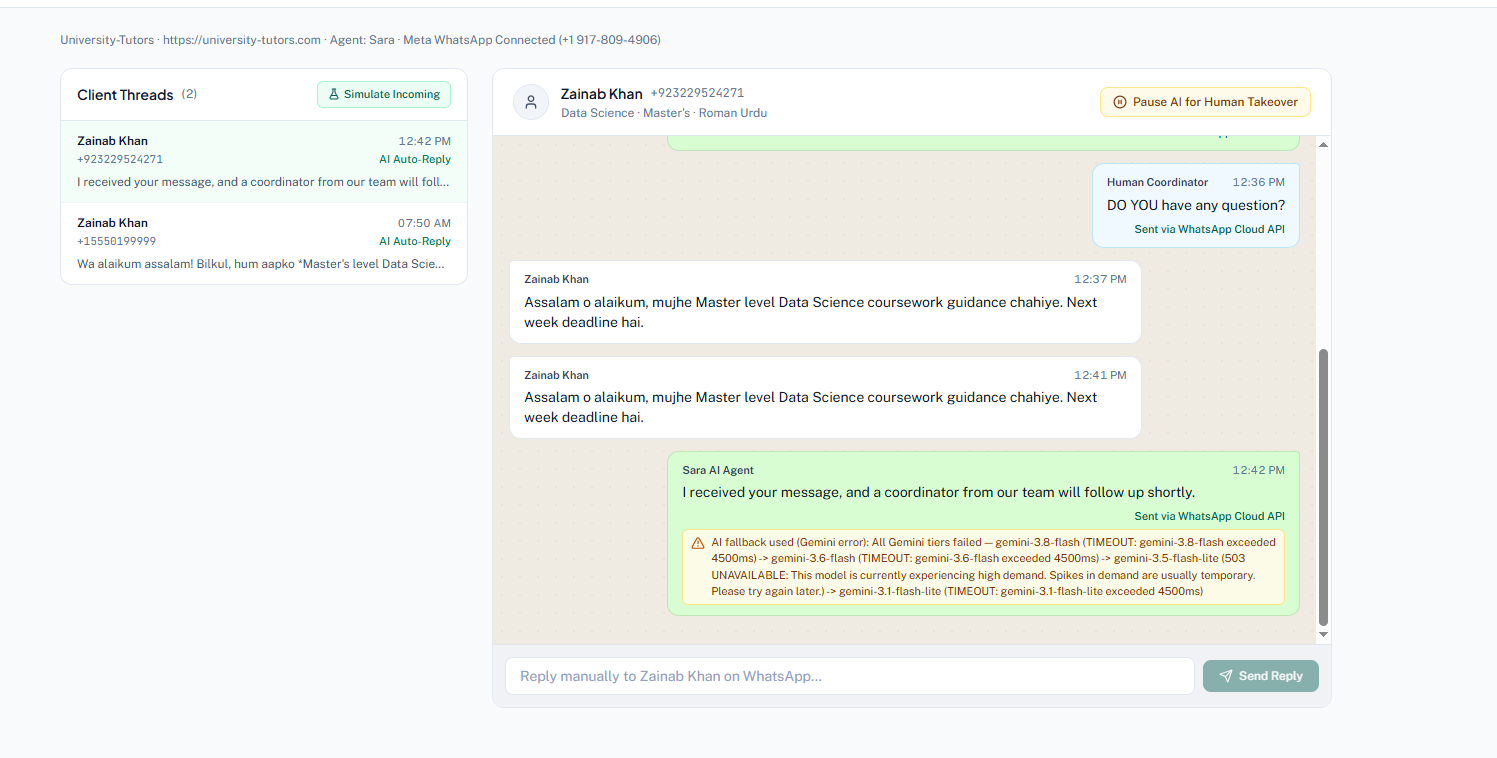 University-Tutors · https://university-tutors.com · Agent: Sara · Meta WhatsApp Connected (+1 917-809-4906)
Client Threads (2)
Simulate Incoming
Zainab Khan 12:42 PM
+923229524271 AI Auto-Reply
I received your message, and a coordinator from our team will foll...
Zainab Khan 07:50 AM
+15550199999 AI Auto-Reply
Wa alaikum assalam! Bilkul, hum aapko *Master's level Data Scie...
Zainab Khan +923229524271
Data Science · Master's · Roman Urdu
Pause AI for Human Takeover
Human Coordinator 12:36 PM
DO YOU have any question?
Sent via WhatsApp Cloud API
Zainab Khan 12:37 PM
Assalam o alaikum, mujhe Master level Data Science coursework guidance chahiye. Next
week deadline hai.
Zainab Khan 12:41 PM
Assalam o alaikum, mujhe Master level Data Science coursework guidance chahiye. Next
week deadline hai.
Sara AI Agent 12:42 PM
I received your message, and a coordinator from our team will follow up shortly.
Sent via WhatsApp Cloud API
AI fallback used (Gemini error): All Gemini tiers failed — gemini-3.8-flash (TIMEOUT: gemini-3.8-flash exceeded
4500ms) -> gemini-3.6-flash (TIMEOUT: gemini-3.6-flash exceeded 4500ms) -> gemini-3.5-flash-lite (503
UNAVAILABLE: This model is currently experiencing high demand. Spikes in demand are usually temporary.
Please try again later.) -> gemini-3.1-flash-lite (TIMEOUT: gemini-3.1-flash-lite exceeded 4500ms)
Reply manually to Zainab Khan on WhatsApp...
Send Reply